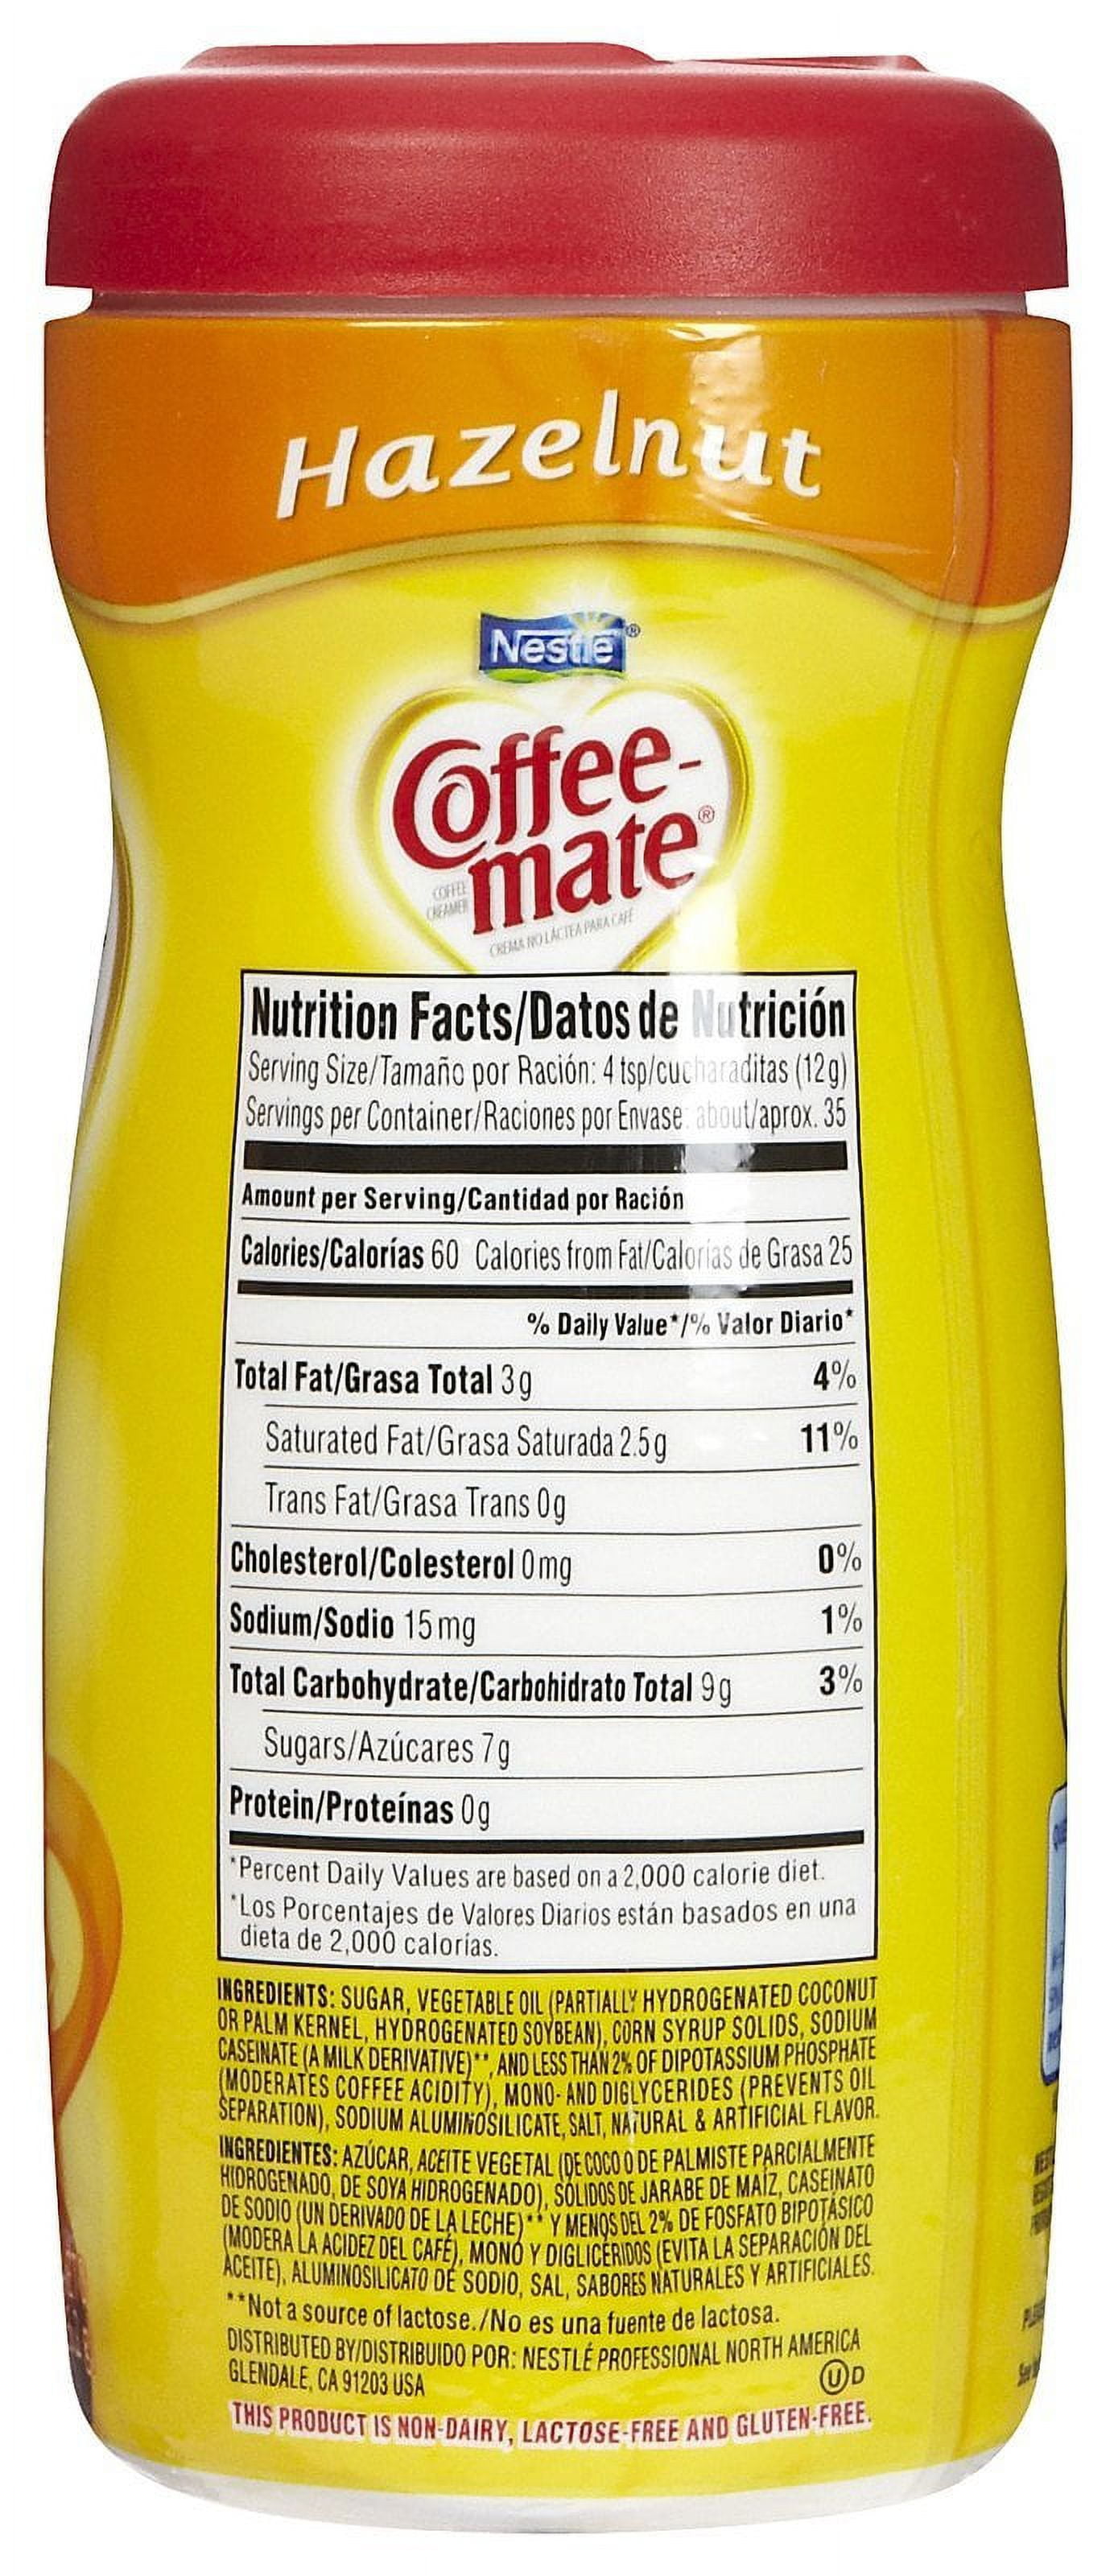 Hazelnut
Nestlé®
Coffee-
mate®
COFFEE
CREAMER
CREMA NO LÁCTEA PARA CAFÉ
Nutrition Facts/Datos de Nutrición
Serving Size/Tamaño por Ración: 4 tsp/cucharaditas (12g)
Servings per Container/Raciones por Envase: about/aprox. 35
Amount per Serving/Cantidad por Ración
Calories/Calorías 60 Calories from Fat/Calorías de Grasa 25
% Daily Value*/% Valor Diario*
Total Fat/Grasa Total 3g 4%
Saturated Fat/Grasa Saturada 2.5g 11%
Trans Fat/Grasa Trans 0g
Cholesterol/Colesterol 0mg 0%
Sodium/Sodio 15mg 1%
Total Carbohydrate/Carbohidrato Total 9g 3%
Sugars/Azúcares 7g
Protein/Proteínas 0g
*Percent Daily Values are based on a 2,000 calorie diet.
*Los Porcentajes de Valores Diarios están basados en una
dieta de 2,000 calorías.
INGREDIENTS: SUGAR, VEGETABLE OIL (PARTIALLY HYDROGENATED COCONUT
OR PALM KERNEL, HYDROGENATED SOYBEAN), CORN SYRUP SOLIDS, SODIUM
CASEINATE (A MILK DERIVATIVE)**, AND LESS THAN 2% OF DIPOTASSIUM PHOSPHATE
(MODERATES COFFEE ACIDITY), MONO- AND DIGLYCERIDES (PREVENTS OIL
SEPARATION), SODIUM ALUMINOSILICATE, SALT, NATURAL & ARTIFICIAL FLAVOR.
INGREDIENTES: AZÚCAR, ACEITE VEGETAL (DE COCO O DE PALMISTE PARCIALMENTE
HIDROGENADO, DE SOYA HIDROGENADO), SÓLIDOS DE JARABE DE MAÍZ, CASEINATO
DE SODIO (UN DERIVADO DE LA LECHE)** Y MENOS DEL 2% DE FOSFATO BIPOTÁSICO
(MODERA LA ACIDEZ DEL CAFÉ), MONO Y DIGLICÉRIDOS (EVITA LA SEPARACIÓN DEL
ACEITE), ALUMINOSILICATO DE SODIO, SAL, SABORES NATURALES Y ARTIFICIALES.
**Not a source of lactose./No es una fuente de lactosa.
DISTRIBUTED BY/DISTRIBUIDO POR: NESTLÉ PROFESSIONAL NORTH AMERICA
GLENDALE, CA 91203 USA
U D
THIS PRODUCT IS NON-DAIRY, LACTOSE-FREE AND GLUTEN-FREE.